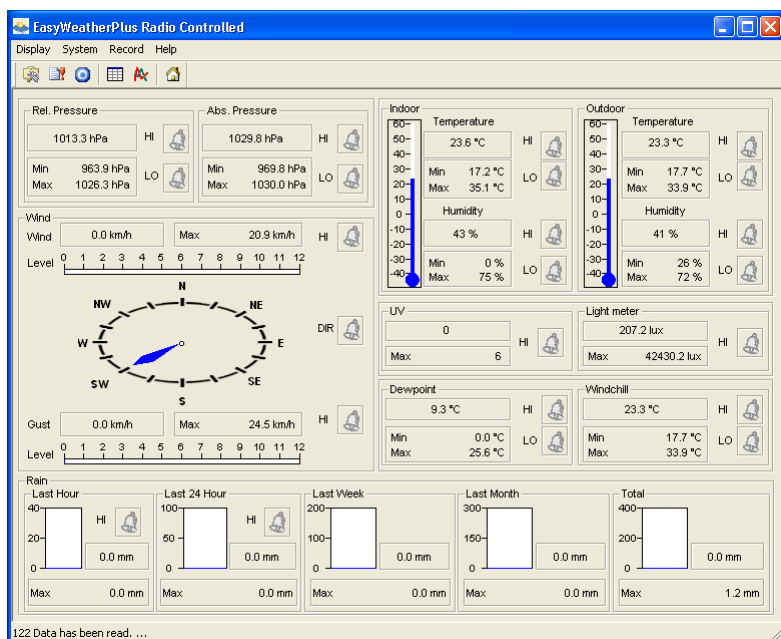 EasyWeatherPlus Radio Controlled
Display System Record Help
Rel. Pressure
1013.3 hPa
HI
Min 963.9 hPa
Max 1026.3 hPa
LO
Abs. Pressure
1029.8 hPa
HI
Min 969.8 hPa
Max 1030.0 hPa
LO
Indoor
60
50
40
30
20
10
0
-10
-20
-30
-40
Temperature
23.6 °C
HI
Min 17.2 °C
Max 35.1 °C
LO
Humidity
43 %
HI
Min 0 %
Max 75 %
LO
Outdoor
60
50
40
30
20
10
0
-10
-20
-30
-40
Temperature
23.3 °C
HI
Min 17.7 °C
Max 33.9 °C
LO
Humidity
41 %
HI
Min 26 %
Max 72 %
LO
Wind
Wind 0.0 km/h Max 20.9 km/h HI
Level 0 1 2 3 4 5 6 7 8 9 10 11 12
N
NW NE
W E
SW SE
S
DIR
Gust 0.0 km/h Max 24.5 km/h HI
Level 0 1 2 3 4 5 6 7 8 9 10 11 12
UV
0
HI
Max 6
Light meter
207.2 lux
HI
Max 42430.2 lux
Dewpoint
9.3 °C
HI
Min 0.0 °C
Max 25.6 °C
LO
Windchill
23.3 °C
HI
Min 17.7 °C
Max 33.9 °C
LO
Rain
Last Hour
40
20
0
HI
0.0 mm
Max 0.0 mm
Last 24 Hour
100
50
0
HI
0.0 mm
Max 0.0 mm
Last Week
200
100
0
0.0 mm
Max 0.0 mm
Last Month
300
150
0
0.0 mm
Max 0.0 mm
Total
400
200
0
0.0 mm
Max 1.2 mm
122 Data has been read. ...